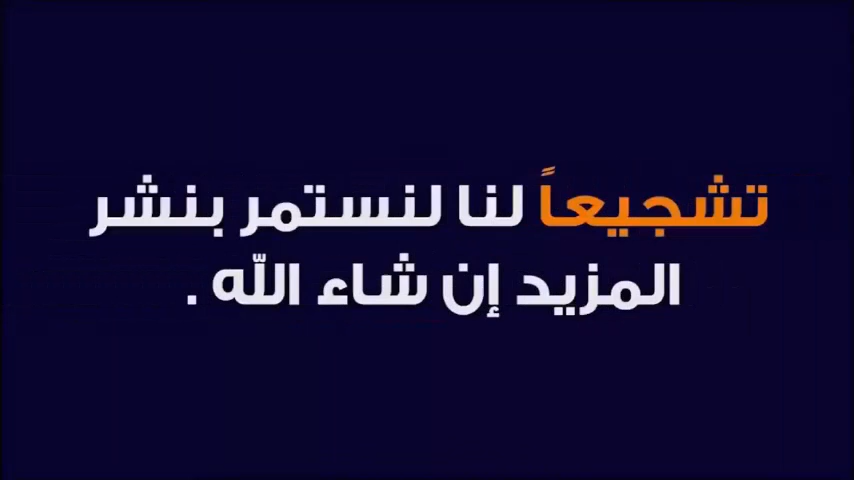 تشجيعاً لنا لنستمر بنشر
المزيد إن شاء الله .